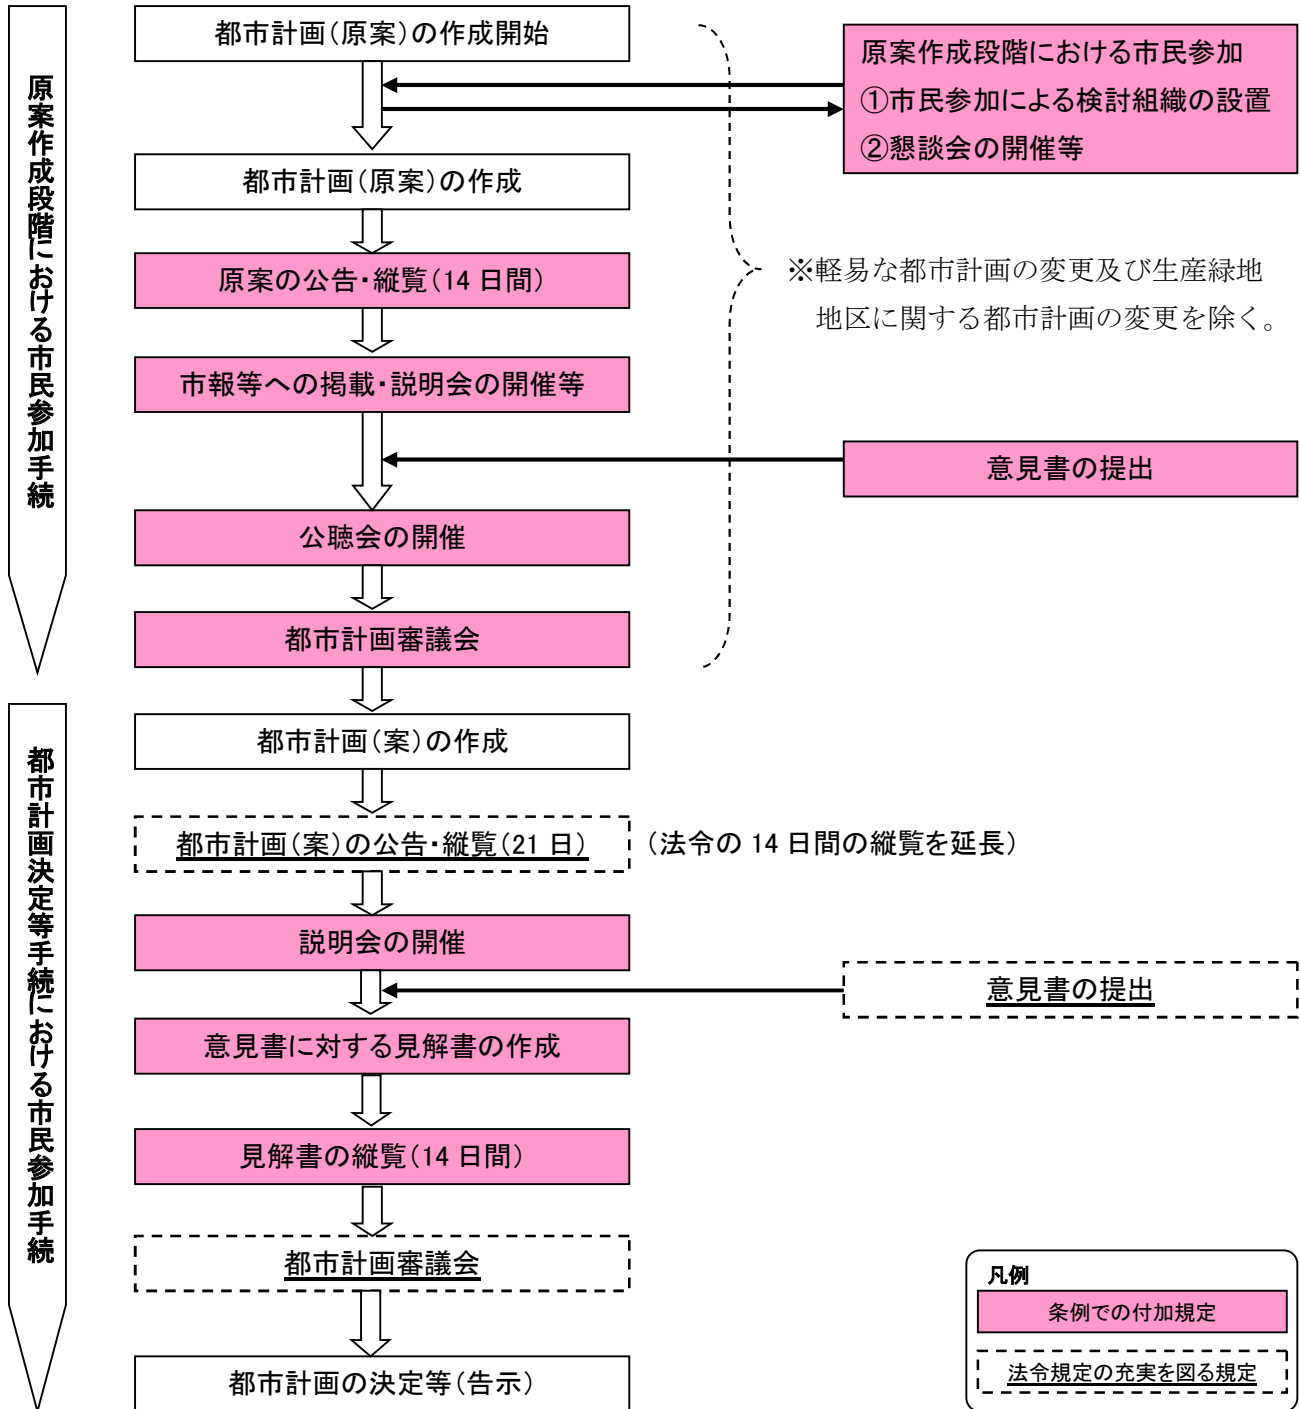 原案作成段階における市民参加手続
都市計画(原案)の作成開始
原案作成段階における市民参加
①市民参加による検討組織の設置
②懇談会の開催等
都市計画(原案)の作成
原案の公告・縦覧(14 日間)
※軽易な都市計画の変更及び生産緑地
地区に関する都市計画の変更を除く。
市報等への掲載・説明会の開催等
意見書の提出
公聴会の開催
都市計画審議会
都市計画決定等手続における市民参加手続
都市計画(案)の作成
都市計画(案)の公告・縦覧(21 日)
(法令の 14 日間の縦覧を延長)
説明会の開催
意見書の提出
意見書に対する見解書の作成
見解書の縦覧(14 日間)
都市計画審議会
都市計画の決定等(告示)
凡例
条例での付加規定
法令規定の充実を図る規定